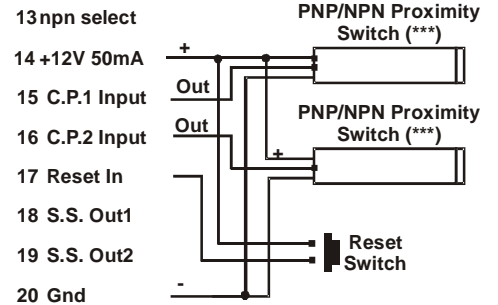 13 npn select
14 +12V 50mA
15 C.P.1 Input
16 C.P.2 Input
17 Reset In
18 S.S. Out1
19 S.S. Out2
20 Gnd
+
Out
Out
+
-
PNP/NPN Proximity
Switch (***)
PNP/NPN Proximity
Switch (***)
Reset
Switch